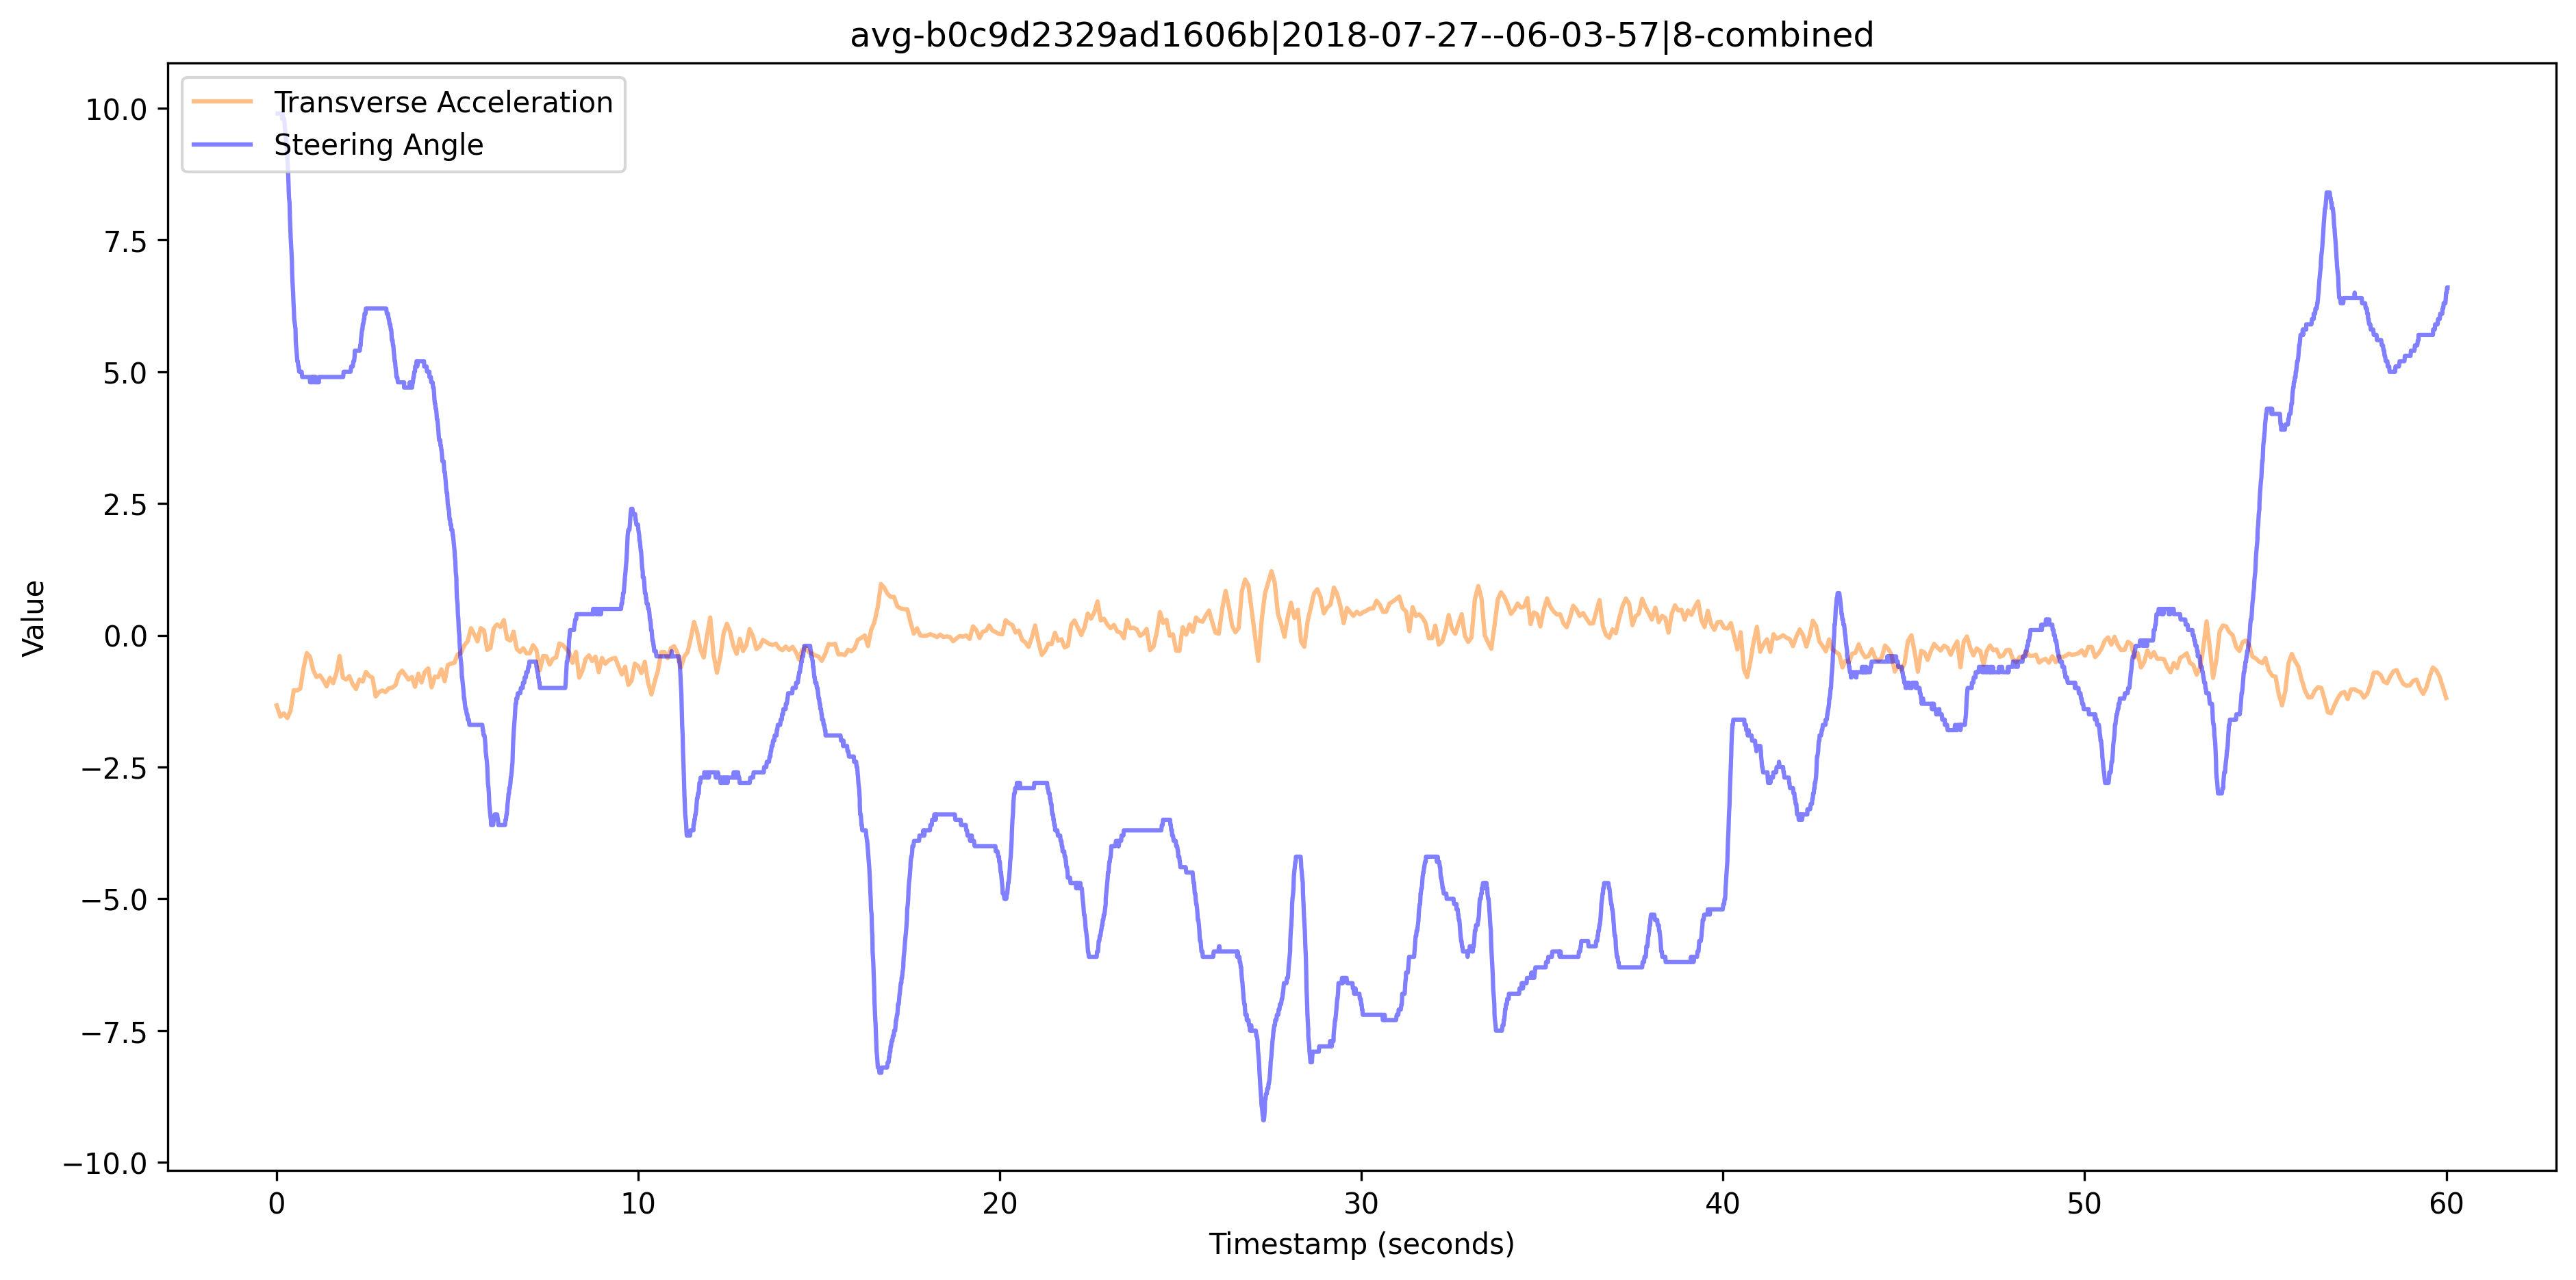 avg-b0c9d2329ad1606b|2018-07-27--06-03-57|8-combined
Transverse Acceleration
Steering Angle
10.0
7.5
5.0
2.5
0.0
−2.5
−5.0
−7.5
−10.0
Value
0 10 20 30 40 50 60
Timestamp (seconds)